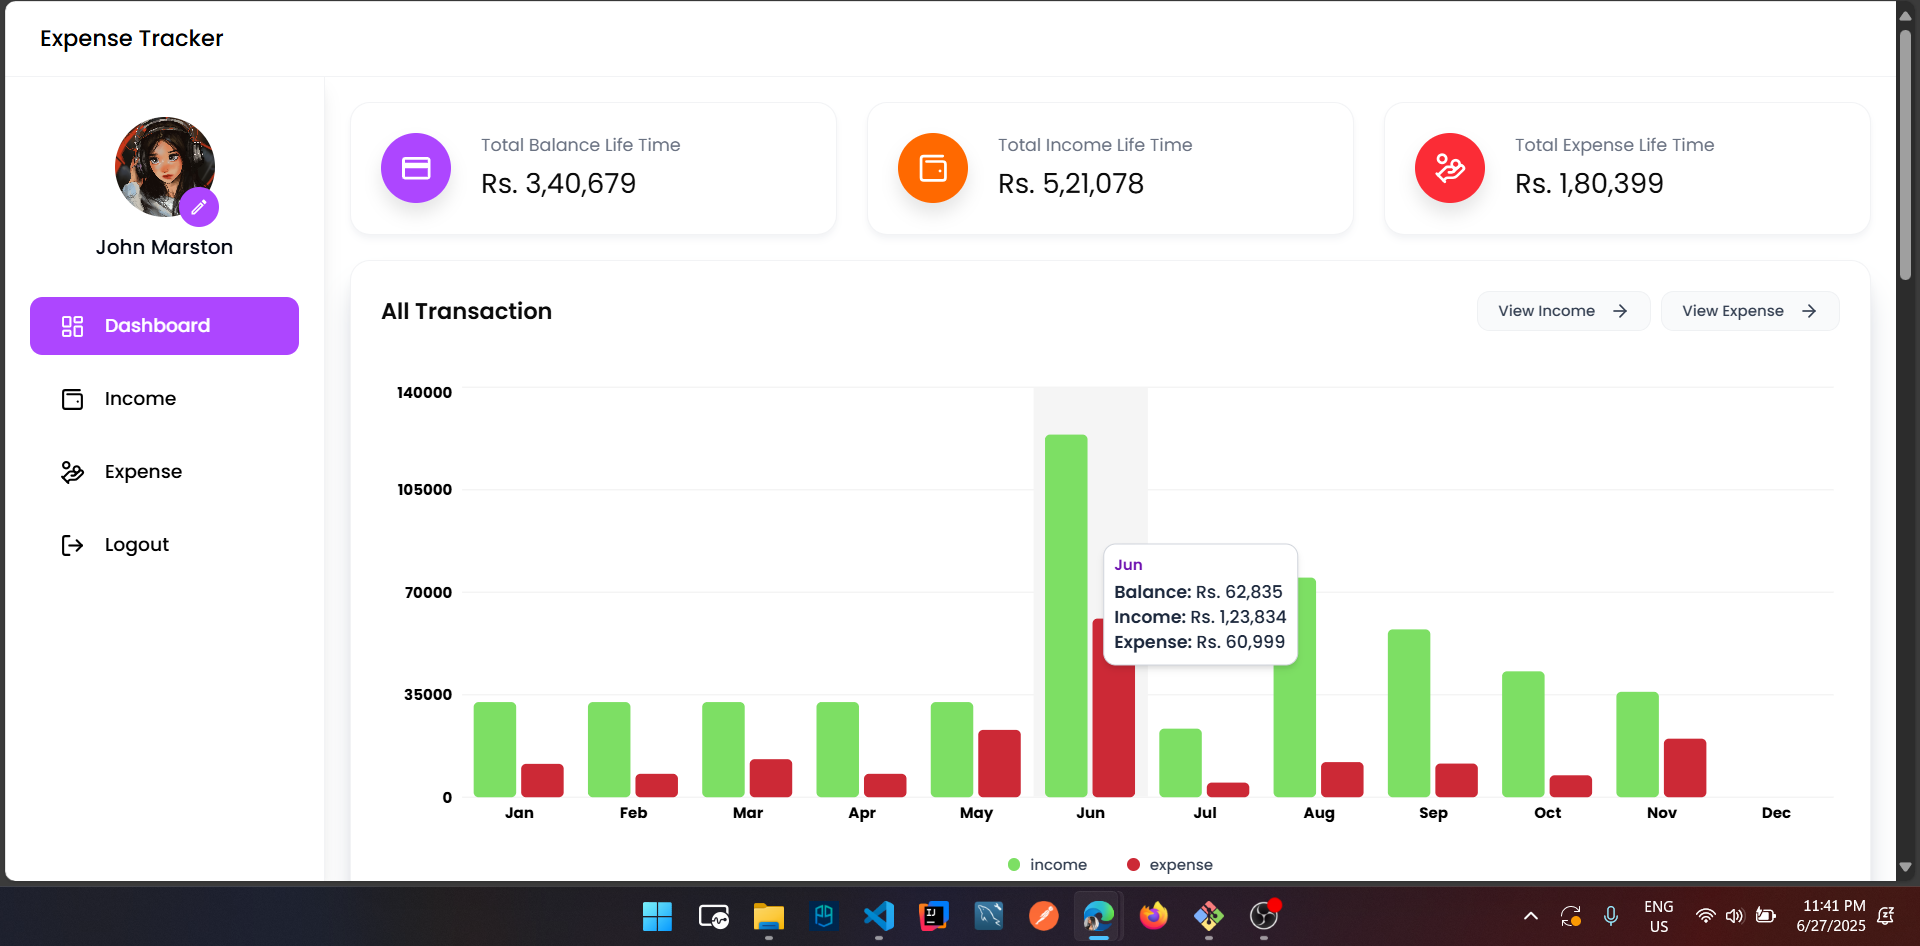 Expense Tracker
John Marston
Dashboard
Income
Expense
Logout
Total Balance Life Time
Rs. 3,40,679
Total Income Life Time
Rs. 5,21,078
Total Expense Life Time
Rs. 1,80,399
All Transaction
View Income
View Expense
140000
105000
70000
35000
0
Jun
Balance: Rs. 62,835
Income: Rs. 1,23,834
Expense: Rs. 60,999
Jan Feb Mar Apr May Jun Jul Aug Sep Oct Nov Dec
income expense
IJ
ENG
US
11:41 PM
6/27/2025